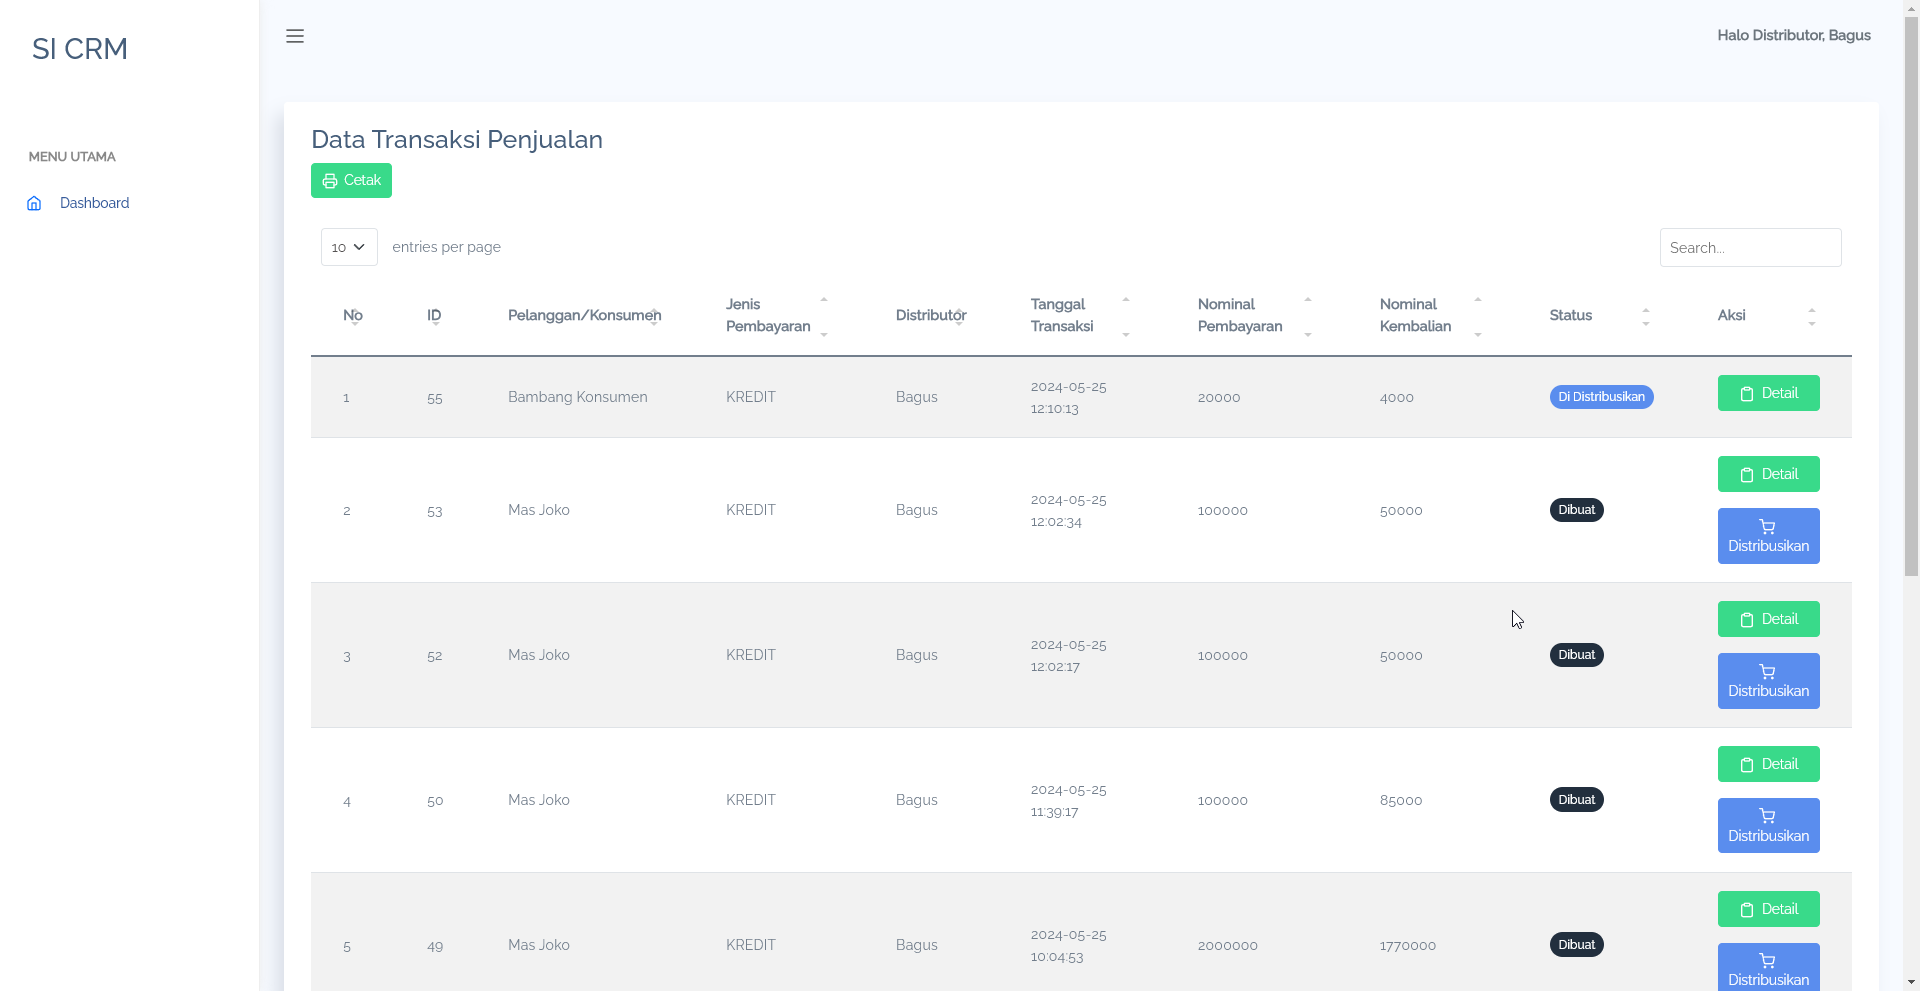 SI CRM
Halo Distributor, Bagus
MENU UTAMA
Dashboard
Data Transaksi Penjualan
Cetak
10 entries per page
Search...
No ID Pelanggan/Konsumen Jenis Pembayaran Distributor Tanggal Transaksi Nominal Pembayaran Nominal Kembalian Status Aksi
1 55 Bambang Konsumen KREDIT Bagus 2024-05-25 12:10:13 20000 4000 Di Distribusikan Detail
2 53 Mas Joko KREDIT Bagus 2024-05-25 12:02:34 100000 50000 Dibuat Detail
Distribusikan
3 52 Mas Joko KREDIT Bagus 2024-05-25 12:02:17 100000 50000 Dibuat Detail
Distribusikan
4 50 Mas Joko KREDIT Bagus 2024-05-25 11:39:17 100000 85000 Dibuat Detail
Distribusikan
5 49 Mas Joko KREDIT Bagus 2024-05-25 10:04:53 2000000 1770000 Dibuat Detail
Distribusikan